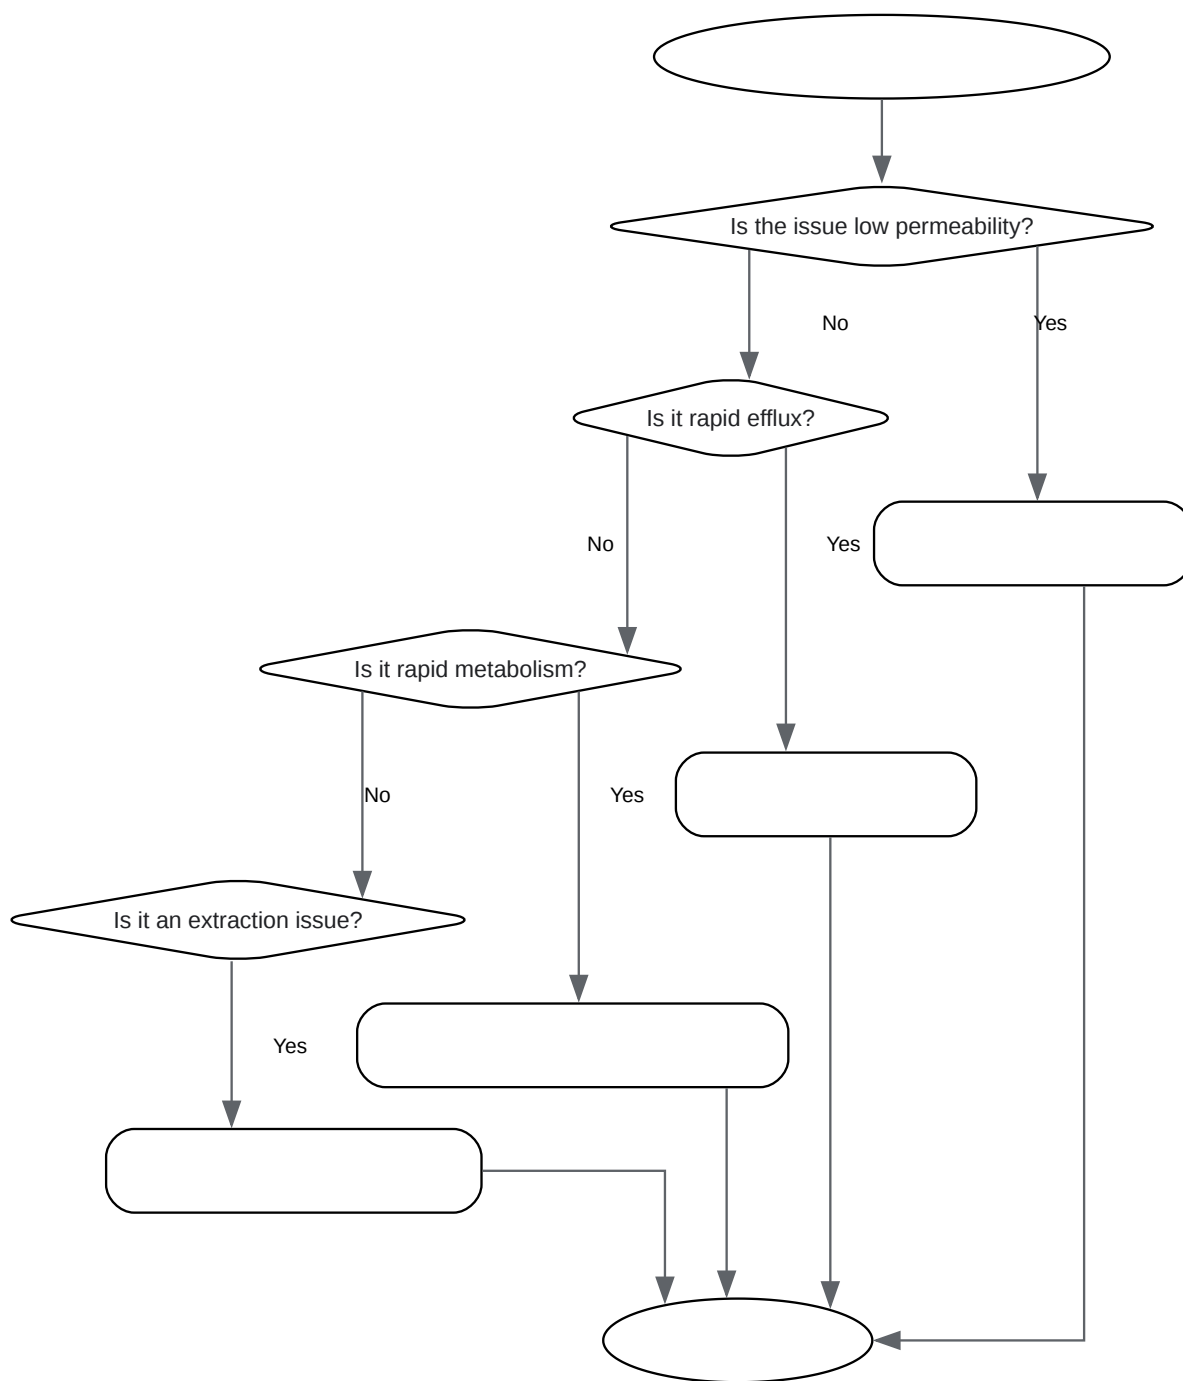 Is the issue low permeability?
No
Yes
Is it rapid efflux?
No
Yes
Is it rapid metabolism?
No
Yes
Is it an extraction issue?
Yes